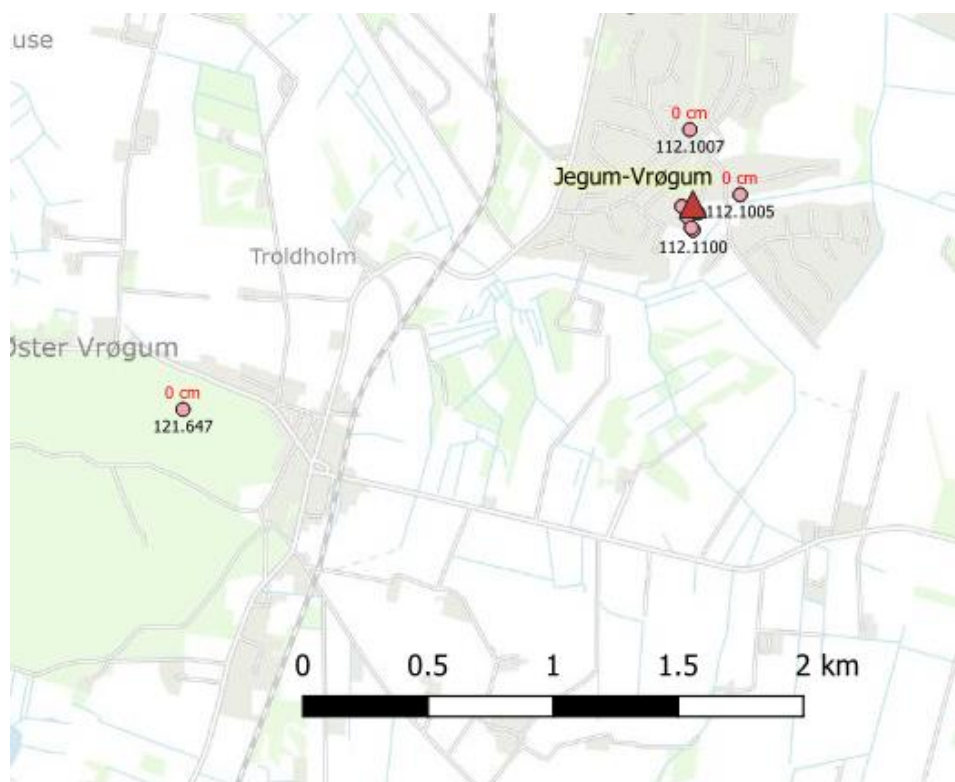 use
0 cm
112.1007
Jegum-Vrøgum
0 cm
112.1005
112.1100
Troldholm
Øster Vrøgum
0 cm
121.647
0 0.5 1 1.5 2 km